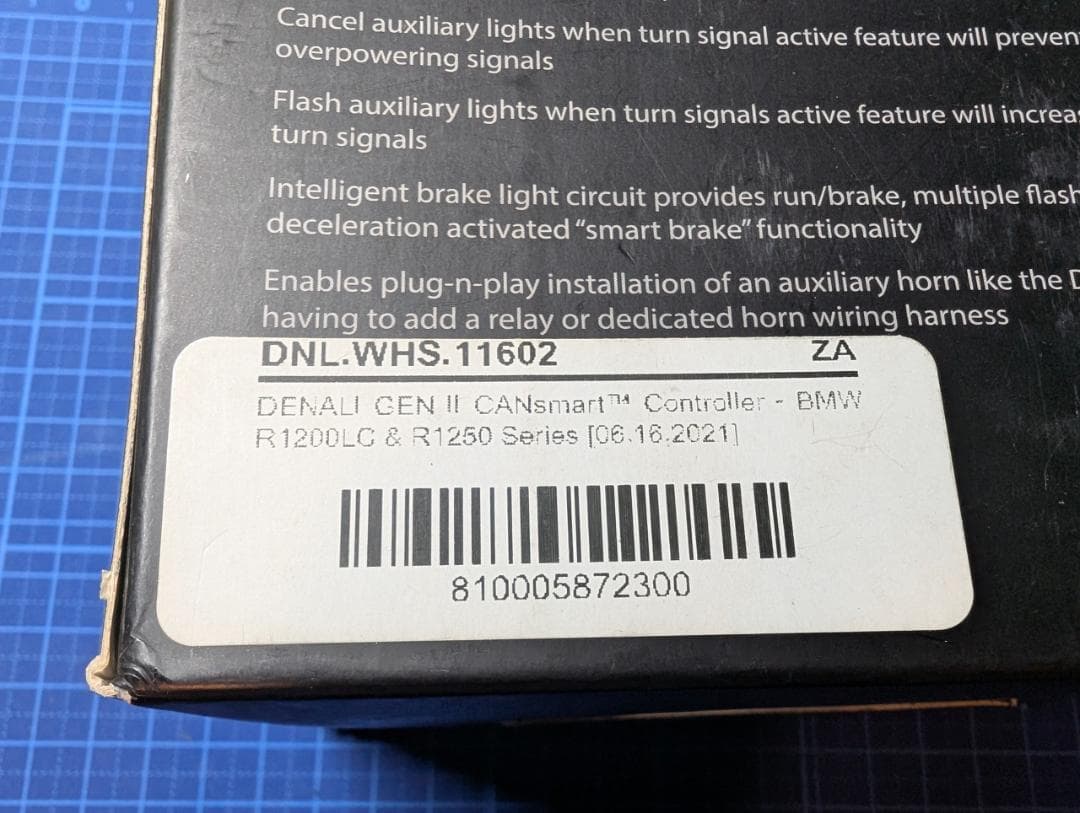 Cancel auxiliary lights when turn signal active feature will preven
overpowering signals
Flash auxiliary lights when turn signals active feature will increa
turn signals
Intelligent brake light circuit provides run/brake, multiple flash
deceleration activated “smart brake” functionality
Enables plug-n-play installation of an auxiliary horn like the D
having to add a relay or dedicated horn wiring harness
DNL.WHS.11602 ZA
DENALI GEN II CANsmart™ Controller - BMW
R1200LC & R1250 Series [06.16.2021]
810005872300